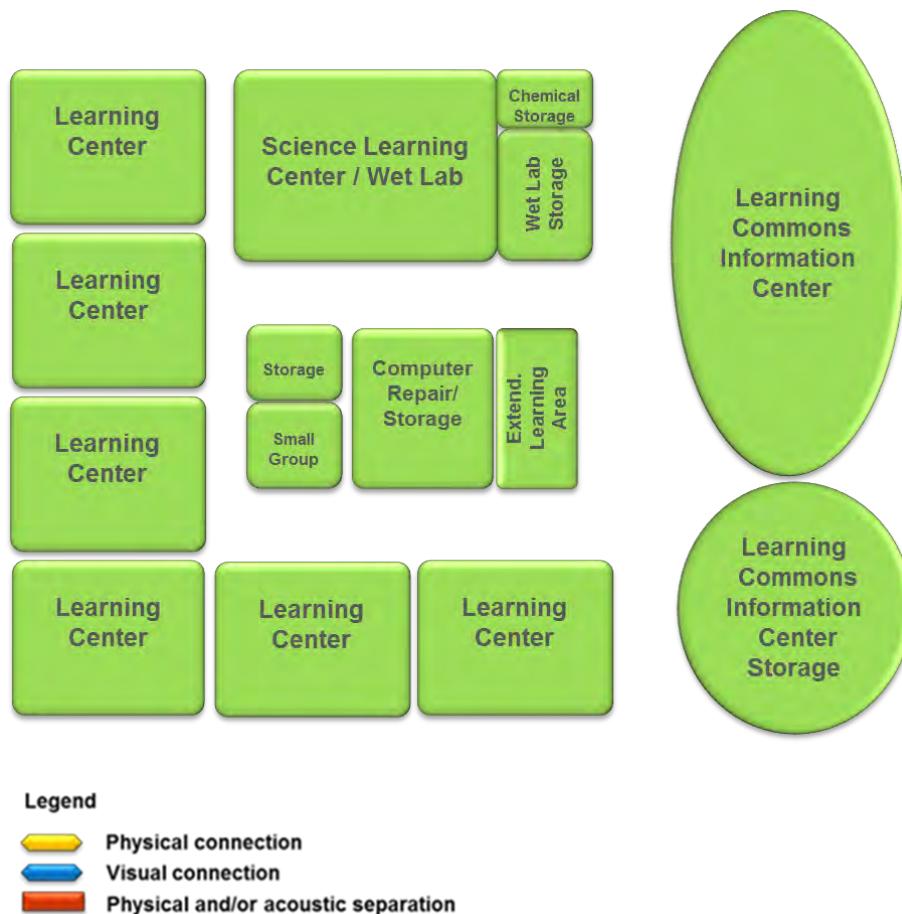 Learning
Center
Science Learning
Center / Wet Lab
Chemical
Storage
Wet Lab
Storage
Learning
Commons
Information
Center
Learning
Center
Storage
Small
Group
Computer
Repair/
Storage
Extend.
Learning
Area
Learning
Center
Learning
Center
Learning
Center
Learning
Center
Learning
Commons
Information
Center
Storage
Legend
Physical connection
Visual connection
Physical and/or acoustic separation